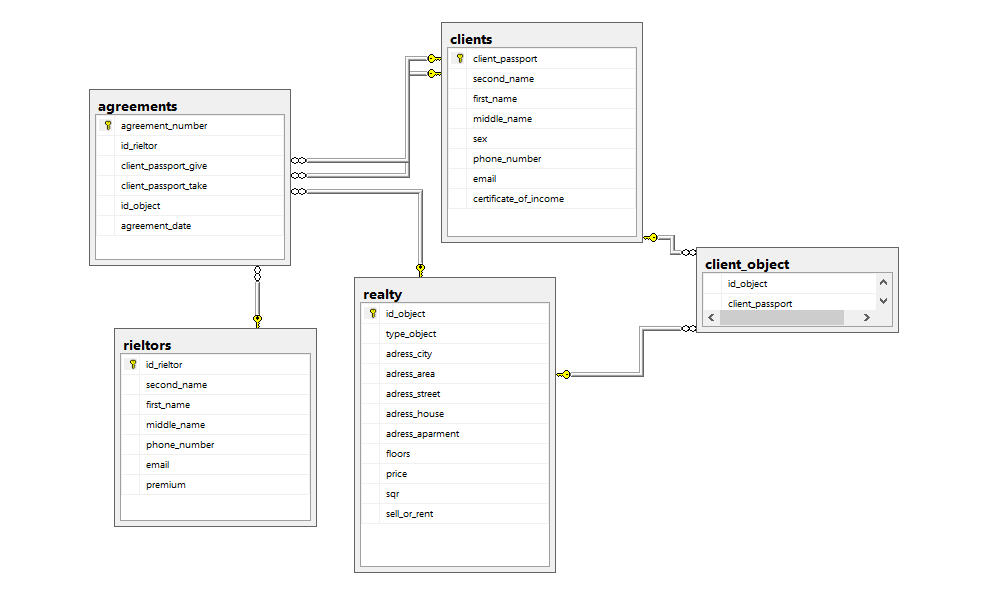 clients
client_passport
second_name
first_name
middle_name
sex
phone_number
email
certificate_of_income
agreements
agreement_number
id_rieltor
client_passport_give
client_passport_take
id_object
agreement_date
client_object
id_object
client_passport
realty
id_object
type_object
adress_city
adress_area
adress_street
adress_house
adress_aparment
floors
price
sqr
sell_or_rent
rieltors
id_rieltor
second_name
first_name
middle_name
phone_number
email
premium